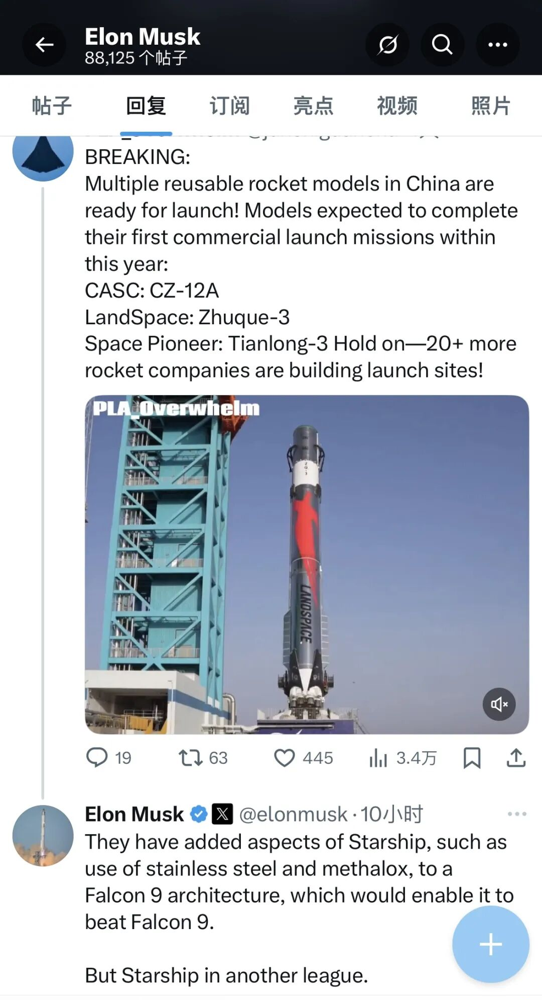 Elon Musk
88,125 个帖子
帖子 回复 订阅 亮点 视频 照片
BREAKING:
Multiple reusable rocket models in China are
ready for launch! Models expected to complete
their first commercial launch missions within
this year:
CASC: CZ-12A
LandSpace: Zhuque-3
Space Pioneer: Tianlong-3 Hold on—20+ more
rocket companies are building launch sites!
PLA_Overwhelm
ZQ-3
LANDSPACE
19 63 445 3.4万
Elon Musk @elonmusk · 10小时
They have added aspects of Starship, such as
use of stainless steel and methalox, to a
Falcon 9 architecture, which would enable it to
beat Falcon 9.
But Starship in another league.